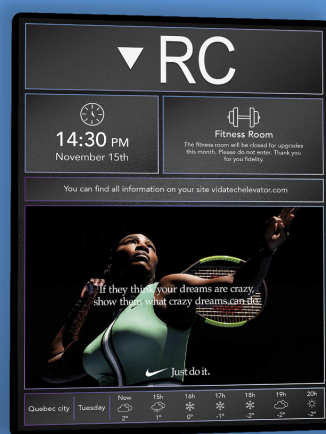 ▼ RC
14:30 PM
November 15th
Fitness Room
The fitness room will be closed for upgrades
this month. Please do not enter. Thank you
for you fidelity.
You can find all information on your site vidatechelevator.com
If they think your dreams are crazy,
show them what crazy dreams can do.
Just do it.
Quebec city Tuesday
Now 15h 16h 17h 18h 19h 20h
2° 1° 0° -1° -2° -2° -2°